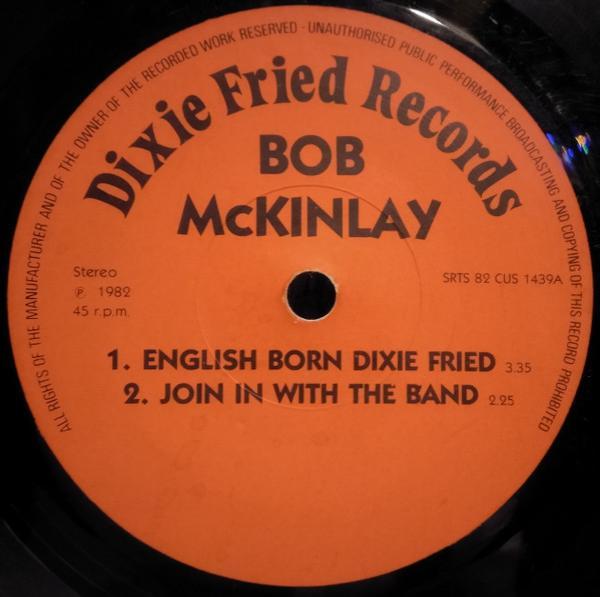 ALL RIGHTS OF THE MANUFACTURER AND OF THE OWNER OF THE RECORDED WORK RESERVED · UNAUTHORISED PUBLIC PERFORMANCE BROADCASTING AND COPYING OF THIS RECORD PROHIBITED
Dixie Fried Records
BOB
McKINLAY
Stereo
℗ 1982
45 r.p.m.
SRTS 82 CUS 1439A
1. ENGLISH BORN DIXIE FRIED 3.35
2. JOIN IN WITH THE BAND 2.25